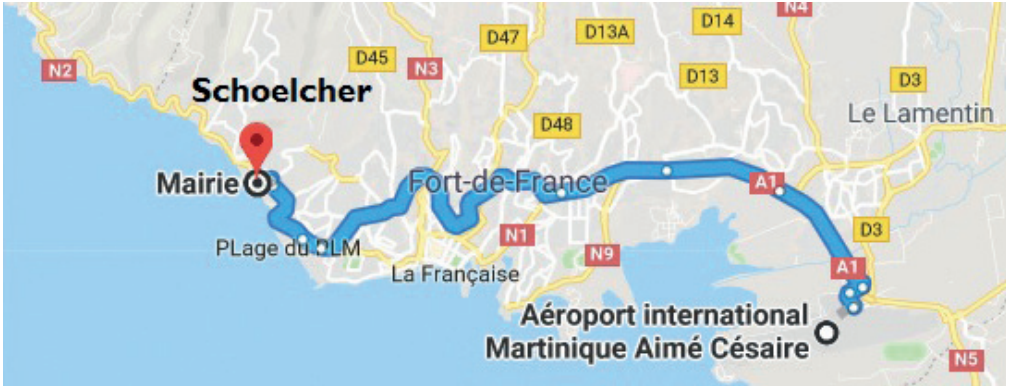 N4
D14
D13A
D47
D45
N3
N2
D13
D3
Schoelcher
Le Lamentin
D48
Mairie
Fort-de-France
A1
D3
N1
PLage du PLM
N9
La Française
A1
Aéroport international
Martinique Aimé Césaire
N5